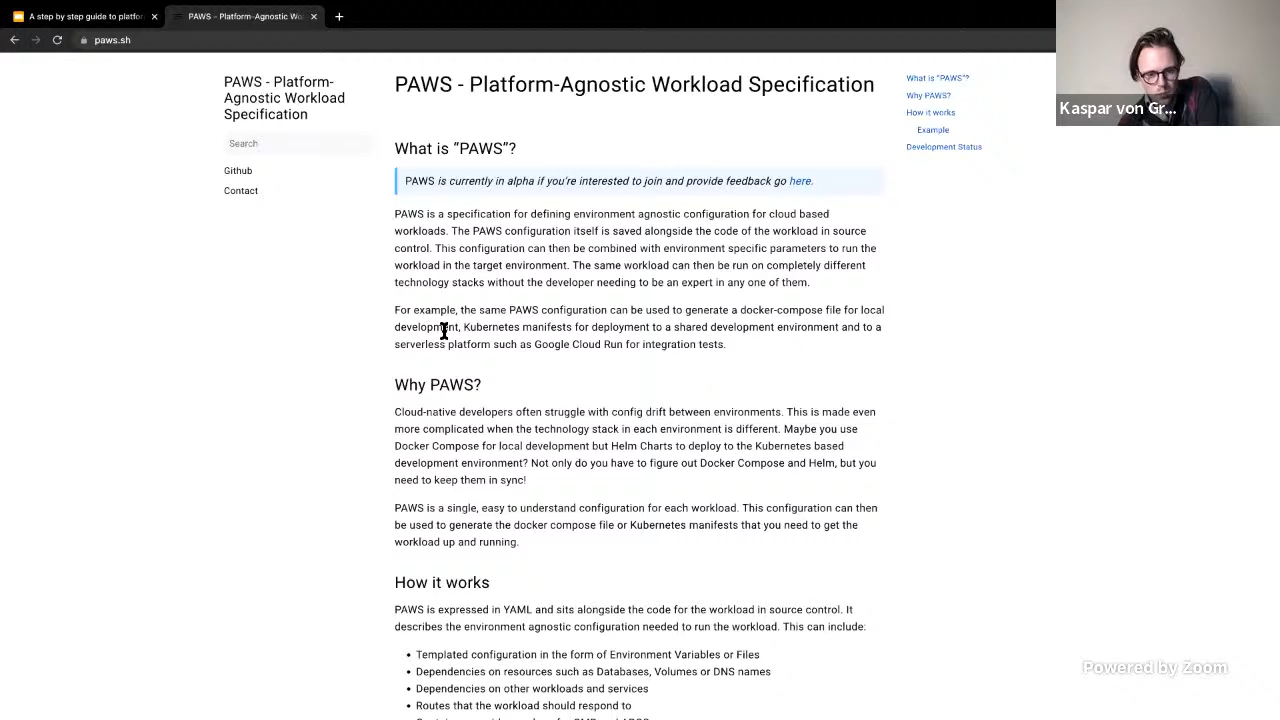 A step by step guide to platfor
PAWS – Platform-Agnostic Wo
paws.sh
Kaspar von Gr...
PAWS - Platform-
Agnostic Workload
Specification
Search
Github
Contact
PAWS - Platform-Agnostic Workload Specification
What is “PAWS”?
PAWS is currently in alpha if you're interested to join and provide feedback go here.
PAWS is a specification for defining environment agnostic configuration for cloud based
workloads. The PAWS configuration itself is saved alongside the code of the workload in source
control. This configuration can then be combined with environment specific parameters to run the
workload in the target environment. The same workload can then be run on completely different
technology stacks without the developer needing to be an expert in any one of them.
For example, the same PAWS configuration can be used to generate a docker-compose file for local
development, Kubernetes manifests for deployment to a shared development environment and to a
serverless platform such as Google Cloud Run for integration tests.
Why PAWS?
Cloud-native developers often struggle with config drift between environments. This is made even
more complicated when the technology stack in each environment is different. Maybe you use
Docker Compose for local development but Helm Charts to deploy to the Kubernetes based
development environment? Not only do you have to figure out Docker Compose and Helm, but you
need to keep them in sync!
PAWS is a single, easy to understand configuration for each workload. This configuration can then
be used to generate the docker compose file or Kubernetes manifests that you need to get the
workload up and running.
How it works
PAWS is expressed in YAML and sits alongside the code for the workload in source control. It
describes the environment agnostic configuration needed to run the workload. This can include:
• Templated configuration in the form of Environment Variables or Files
• Dependencies on resources such as Databases, Volumes or DNS names
• Dependencies on other workloads and services
• Routes that the workload should respond to
What is “PAWS”?
Why PAWS?
How it works
Example
Development Status
Powered by Zoom